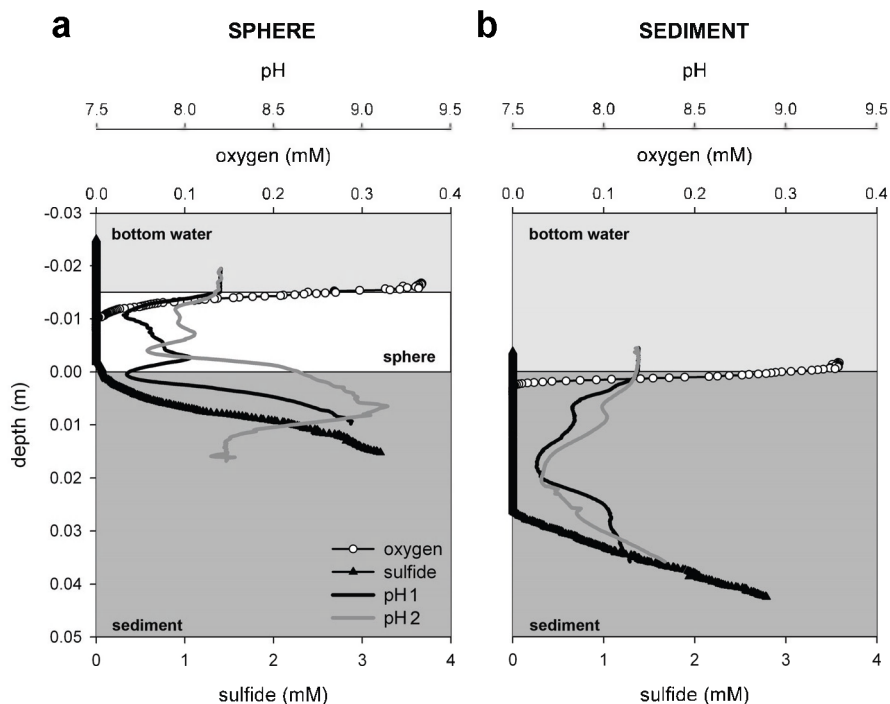 a
SPHERE
b
SEDIMENT
pH
pH
7.5 8.0 8.5 9.0 9.5
7.5 8.0 8.5 9.0 9.5
oxygen (mM)
oxygen (mM)
0.0 0.1 0.2 0.3 0.4
0.0 0.1 0.2 0.3 0.4
-0.03
-0.02
-0.01
0.00
0.01
0.02
0.03
0.04
0.05
depth (m)
bottom water
sphere
oxygen
sulfide
pH 1
pH 2
sediment
bottom water
sediment
0 1 2 3 4
0 1 2 3 4
sulfide (mM)
sulfide (mM)